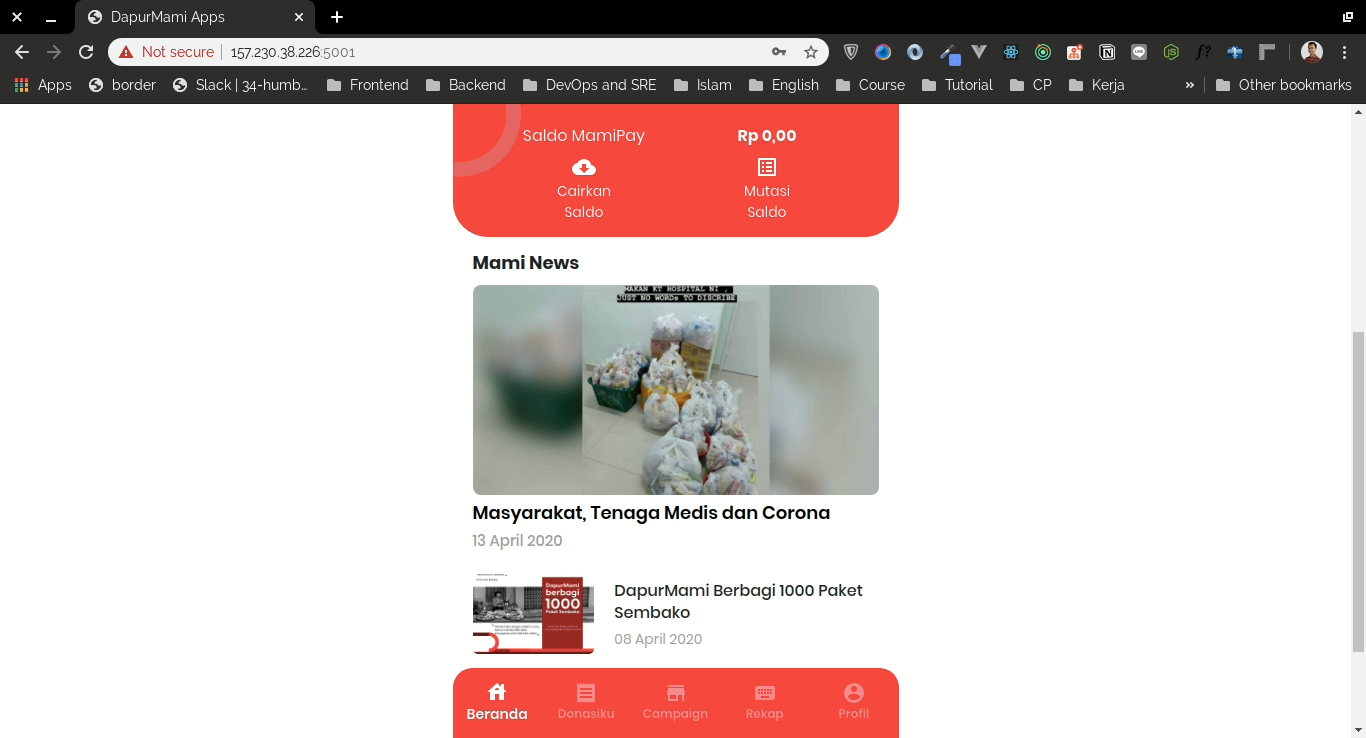 DapurMami Apps
Not secure 157.230.38.226:5001
Apps border Slack | 34-humb... Frontend Backend DevOps and SRE Islam English Course Tutorial CP Kerja » Other bookmarks
Saldo MamiPay Rp 0,00
Cairkan
Saldo
Mutasi
Saldo
Mami News
MAKAN KT HOSPITAL NI ,
JUST NO WORDs TO DISCRIBE
Masyarakat, Tenaga Medis dan Corona
13 April 2020
DapurMami
berbagi
1000
Paket Sembako
DapurMami Berbagi 1000 Paket
Sembako
08 April 2020
Beranda Donasiku Campaign Rekap Profil